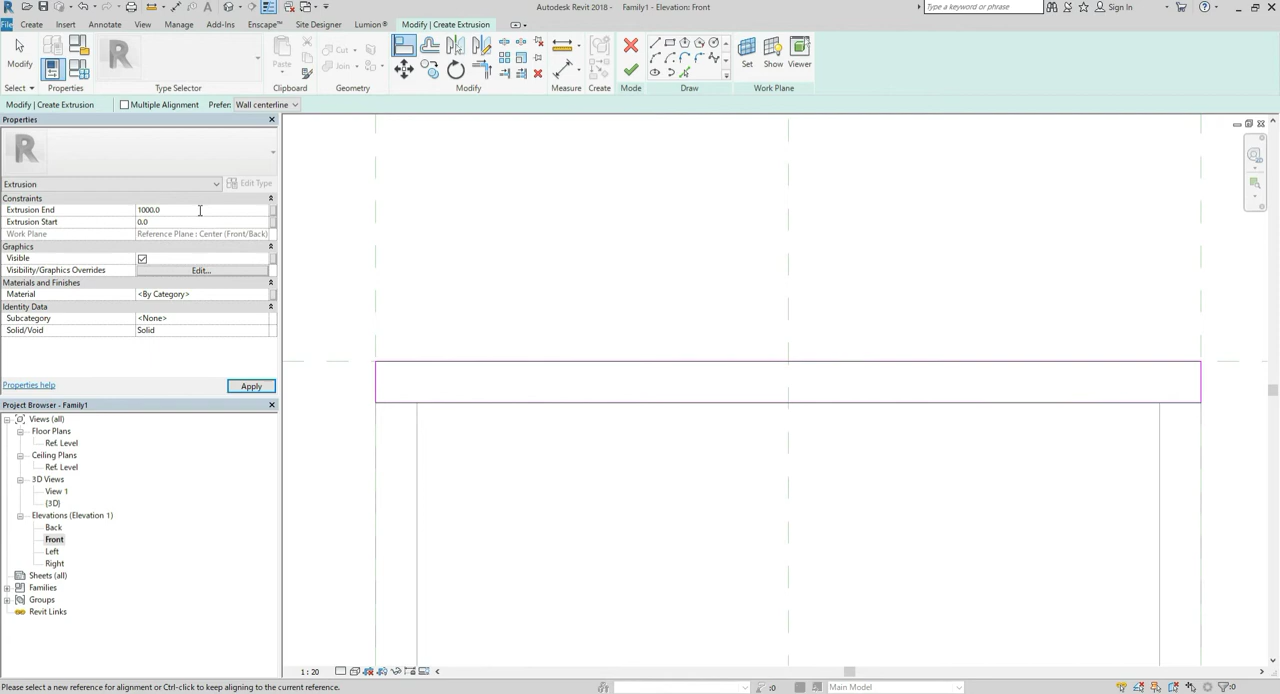 Autodesk Revit 2018 - Family1 - Elevation: Front
Type a keyword or phrase
Sign In
File Create Insert Annotate View Manage Add-Ins Enscape™ Site Designer Lumion® Modify | Create Extrusion
Modify
Paste
Cut
Join
Create
Set Show Viewer
Select Properties Type Selector Clipboard Geometry Modify Measure Create Mode Draw Work Plane
Modify | Create Extrusion Multiple Alignment Prefer: Wall centerline
Properties
Extrusion Edit Type
Constraints
Extrusion End 1000.0
Extrusion Start 0.0
Work Plane Reference Plane : Center (Front/Back)
Graphics
Visible
Visibility/Graphics Overrides Edit...
Materials and Finishes
Material <By Category>
Identity Data
Subcategory <None>
Solid/Void Solid
Properties help Apply
Project Browser - Family1
Views (all)
Floor Plans
Ref. Level
Ceiling Plans
Ref. Level
3D Views
View 1
(3D)
Elevations (Elevation 1)
Back
Front
Left
Right
Sheets (all)
Families
Groups
Revit Links
1 : 20
Please select a new reference for alignment or Ctrl-click to keep aligning to the current reference.
:0
Main Model
:0